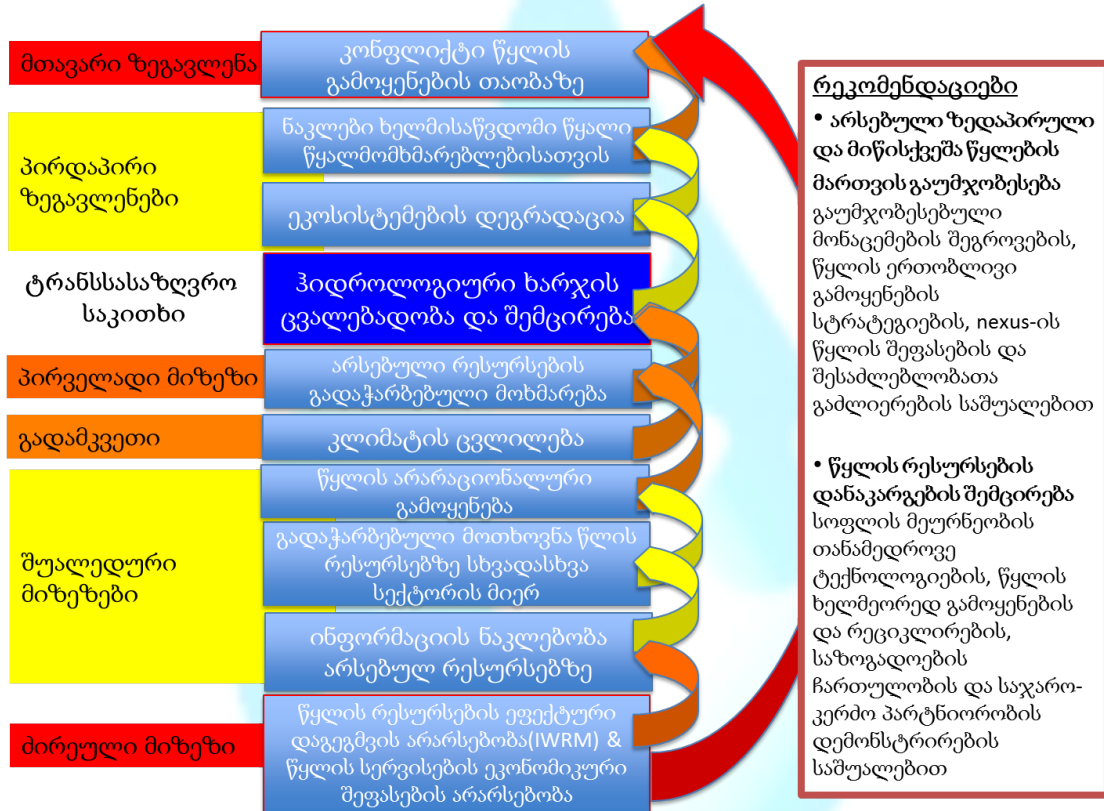 მთავარი ზეგავლენა
კონფლიქტი წყლის
გამოყენების თაობაზე
პირდაპირი
ზეგავლენები
ნაკლები ხელმისაწვდომი წყალი
წყალმომხმარებლებისათვის
ეკოსისტემების დეგრადაცია
ტრანსსასაზღვრო
საკითხი
ჰიდროლოგიური ხარჯის
ცვალებადობა და შემცირება
პირველადი მიზეზი
არსებული რესურსების
გადაჭარბებული მოხმარება
გადამკვეთი
კლიმატის ცვლილება
შუალედური
მიზეზები
წყლის არარაციონალური
გამოყენება
გადაჭარბებული მოთხოვნა წლის
რესურსებზე სხვადასხვა
სექტორის მიერ
ინფორმაციის ნაკლებობა
არსებულ რესურსებზე
ძირეული მიზეზი
წყლის რესურსების ეფექტური
დაგეგმვის არარსებობა(IWRM) &
წყლის სერვისების ეკონომიკური
შეფასების არარსებობა
რეკომენდაციები
• არსებული ზედაპირული
და მიწისქვეშა წყლების
მართვის გაუმჯობესება
გაუმჯობესებული
მონაცემების შეგროვების,
წყლის ერთობლივი
გამოყენების
სტრატეგიების, nexus-ის
წყლის შეფასების და
შესაძლებლობათა
გაძლიერების საშუალებით
• წყლის რესურსების
დანაკარგების შემცირება
სოფლის მეურნეობის
თანამედროვე
ტექნოლოგიების, წყლის
ხელმეორედ გამოყენების
და რეციკლირების,
საზოგადოების
ჩართულობის და საჯარო-
კერმო პარტნიორობის
დემონსტრირების
საშუალებით